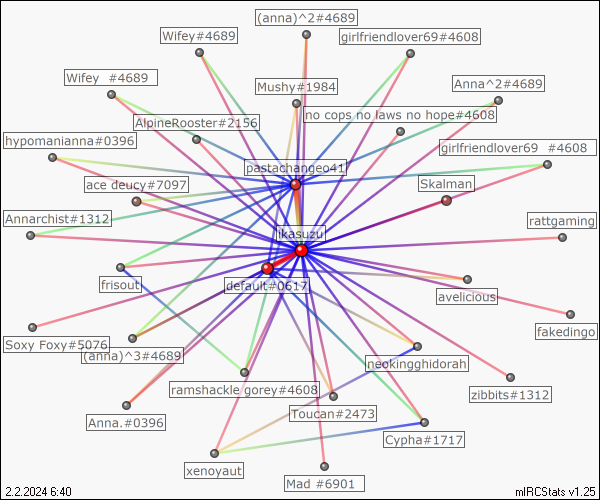 (anna)^2#4689
Wifey#4689
girlfriendlover69#4608
Wifey #4689
Mushy#1984
Anna^2#4689
no cops no laws no hope#4608
AlpineRooster#2156
hypomanianna#0396
girlfriendlover69 #4608
pastachangeo41
ace deucy#7097
Skalman
Annarchist#1312
rattgaming
ikasuzu
frisout
default#0617
avelicious
fakedingo
Soxy Foxy#5076
(anna)^3#4689
neokingghidorah
ramshackle gorey#4608
zibbits#1312
Anna.#0396
Toucan#2473
Cypha#1717
xenoyaut
Mad #6901
2.2.2024 6:40
mIRCStats v1.25